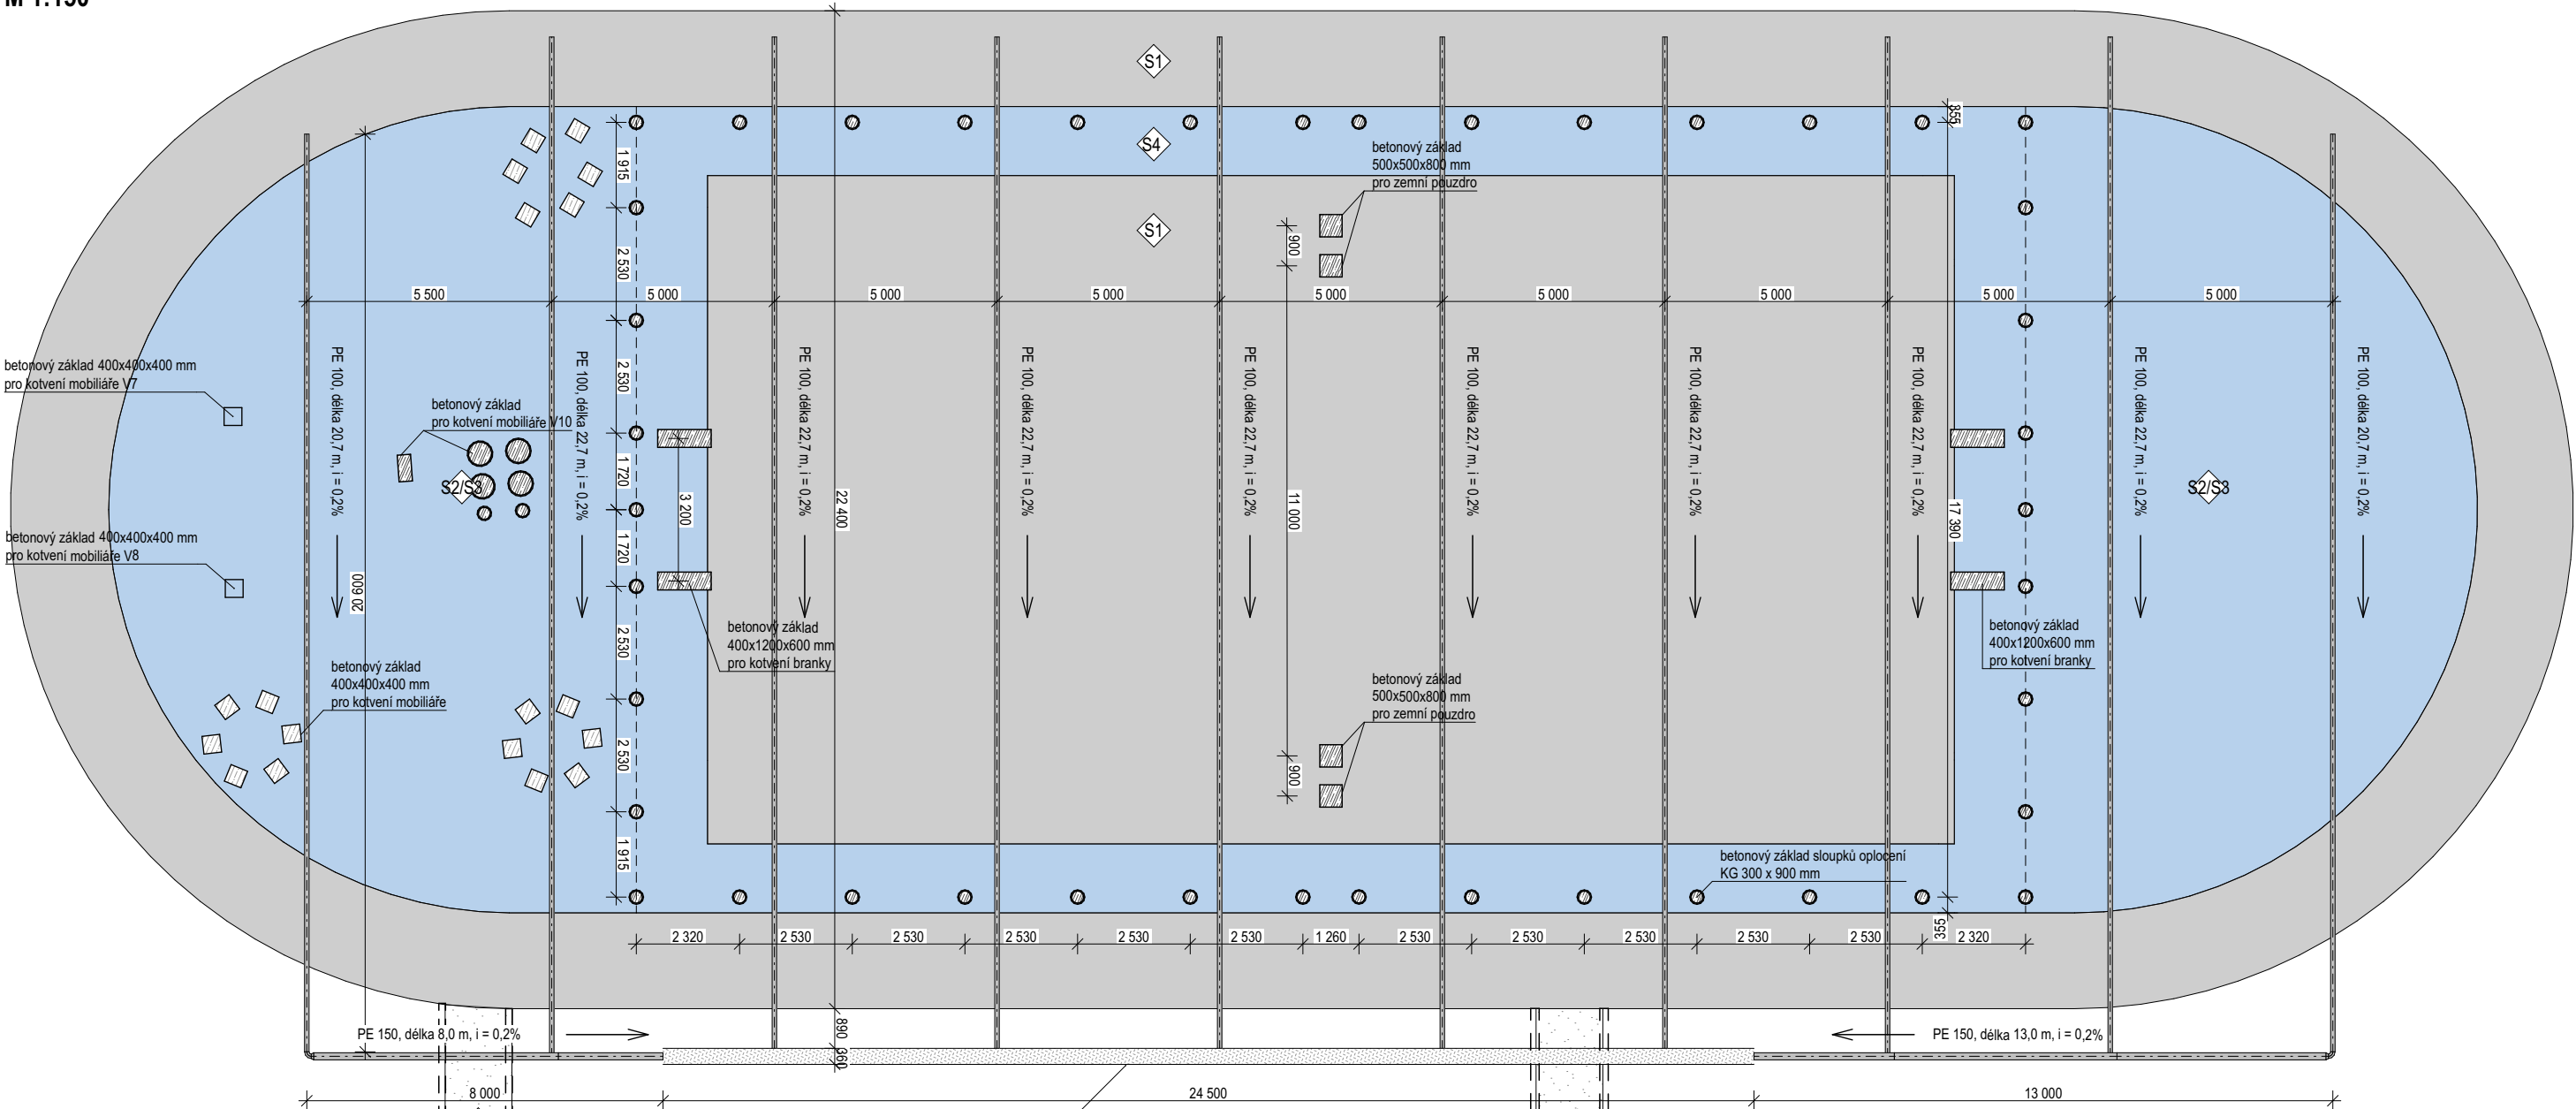 M 1:150
S1
S4
S1
betonový základ
500x500x800 mm
pro zemní pouzdro
355
1 915
2 530
2 530
1 720
1 720
2 530
2 530
1 915
900
11 000
900
5 500
5 000
5 000
5 000
5 000
5 000
5 000
5 000
5 000
betonový základ 400x400x400 mm
pro kotvení mobiliáře V7
betonový základ
pro kotvení mobiliáře V10
S2/S3
S2/S3
betonový základ 400x400x400 mm
pro kotvení mobiliáře V8
PE 100, délka 20,7 m, i = 0,2%
PE 100, délka 22,7 m, i = 0,2%
PE 100, délka 22,7 m, i = 0,2%
PE 100, délka 22,7 m, i = 0,2%
PE 100, délka 22,7 m, i = 0,2%
PE 100, délka 22,7 m, i = 0,2%
PE 100, délka 22,7 m, i = 0,2%
PE 100, délka 22,7 m, i = 0,2%
PE 100, délka 22,7 m, i = 0,2%
PE 100, délka 20,7 m, i = 0,2%
3 200
22 400
17 390
20 600
betonový základ
400x1200x600 mm
pro kotvení branky
betonový základ
400x1200x600 mm
pro kotvení branky
betonový základ
400x400x400 mm
pro kotvení mobiliáře
betonový základ
500x500x800 mm
pro zemní pouzdro
betonový základ sloupků oplocení
KG 300 x 900 mm
355
2 320
2 530
2 530
2 530
2 530
2 530
1 260
2 530
2 530
2 530
2 530
2 530
2 320
PE 150, délka 8,0 m, i = 0,2%
890
360
PE 150, délka 13,0 m, i = 0,2%
8 000
24 500
13 000